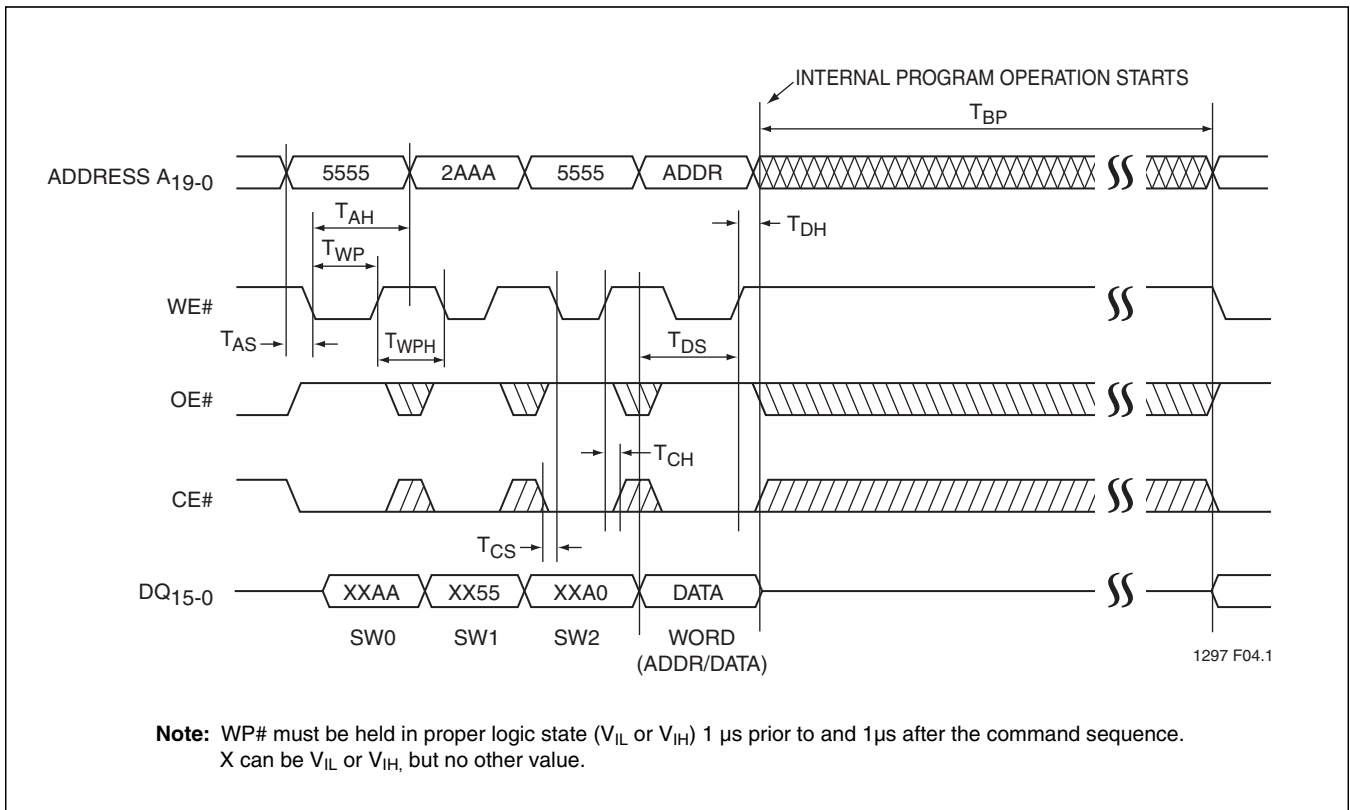 INTERNAL PROGRAM OPERATION STARTS
TBP
ADDRESS A19-0
5555
2AAA
5555
ADDR
TAH
TDH
TWP
WE#
TAS
TWPH
TDS
OE#
TCH
CE#
TCS
DQ15-0
XXAA
XX55
XXA0
DATA
SW0
SW1
SW2
WORD
(ADDR/DATA)
1297 F04.1
Note: WP# must be held in proper logic state (VIL or VIH) 1 µs prior to and 1µs after the command sequence.
X can be VIL or VIH, but no other value.